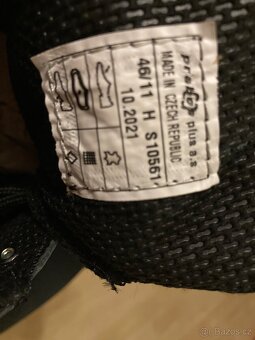 prabos plus a.s.
MADE IN CZECH REPUBLIC
46/11 H S10561
10.2021
Bazos.cz